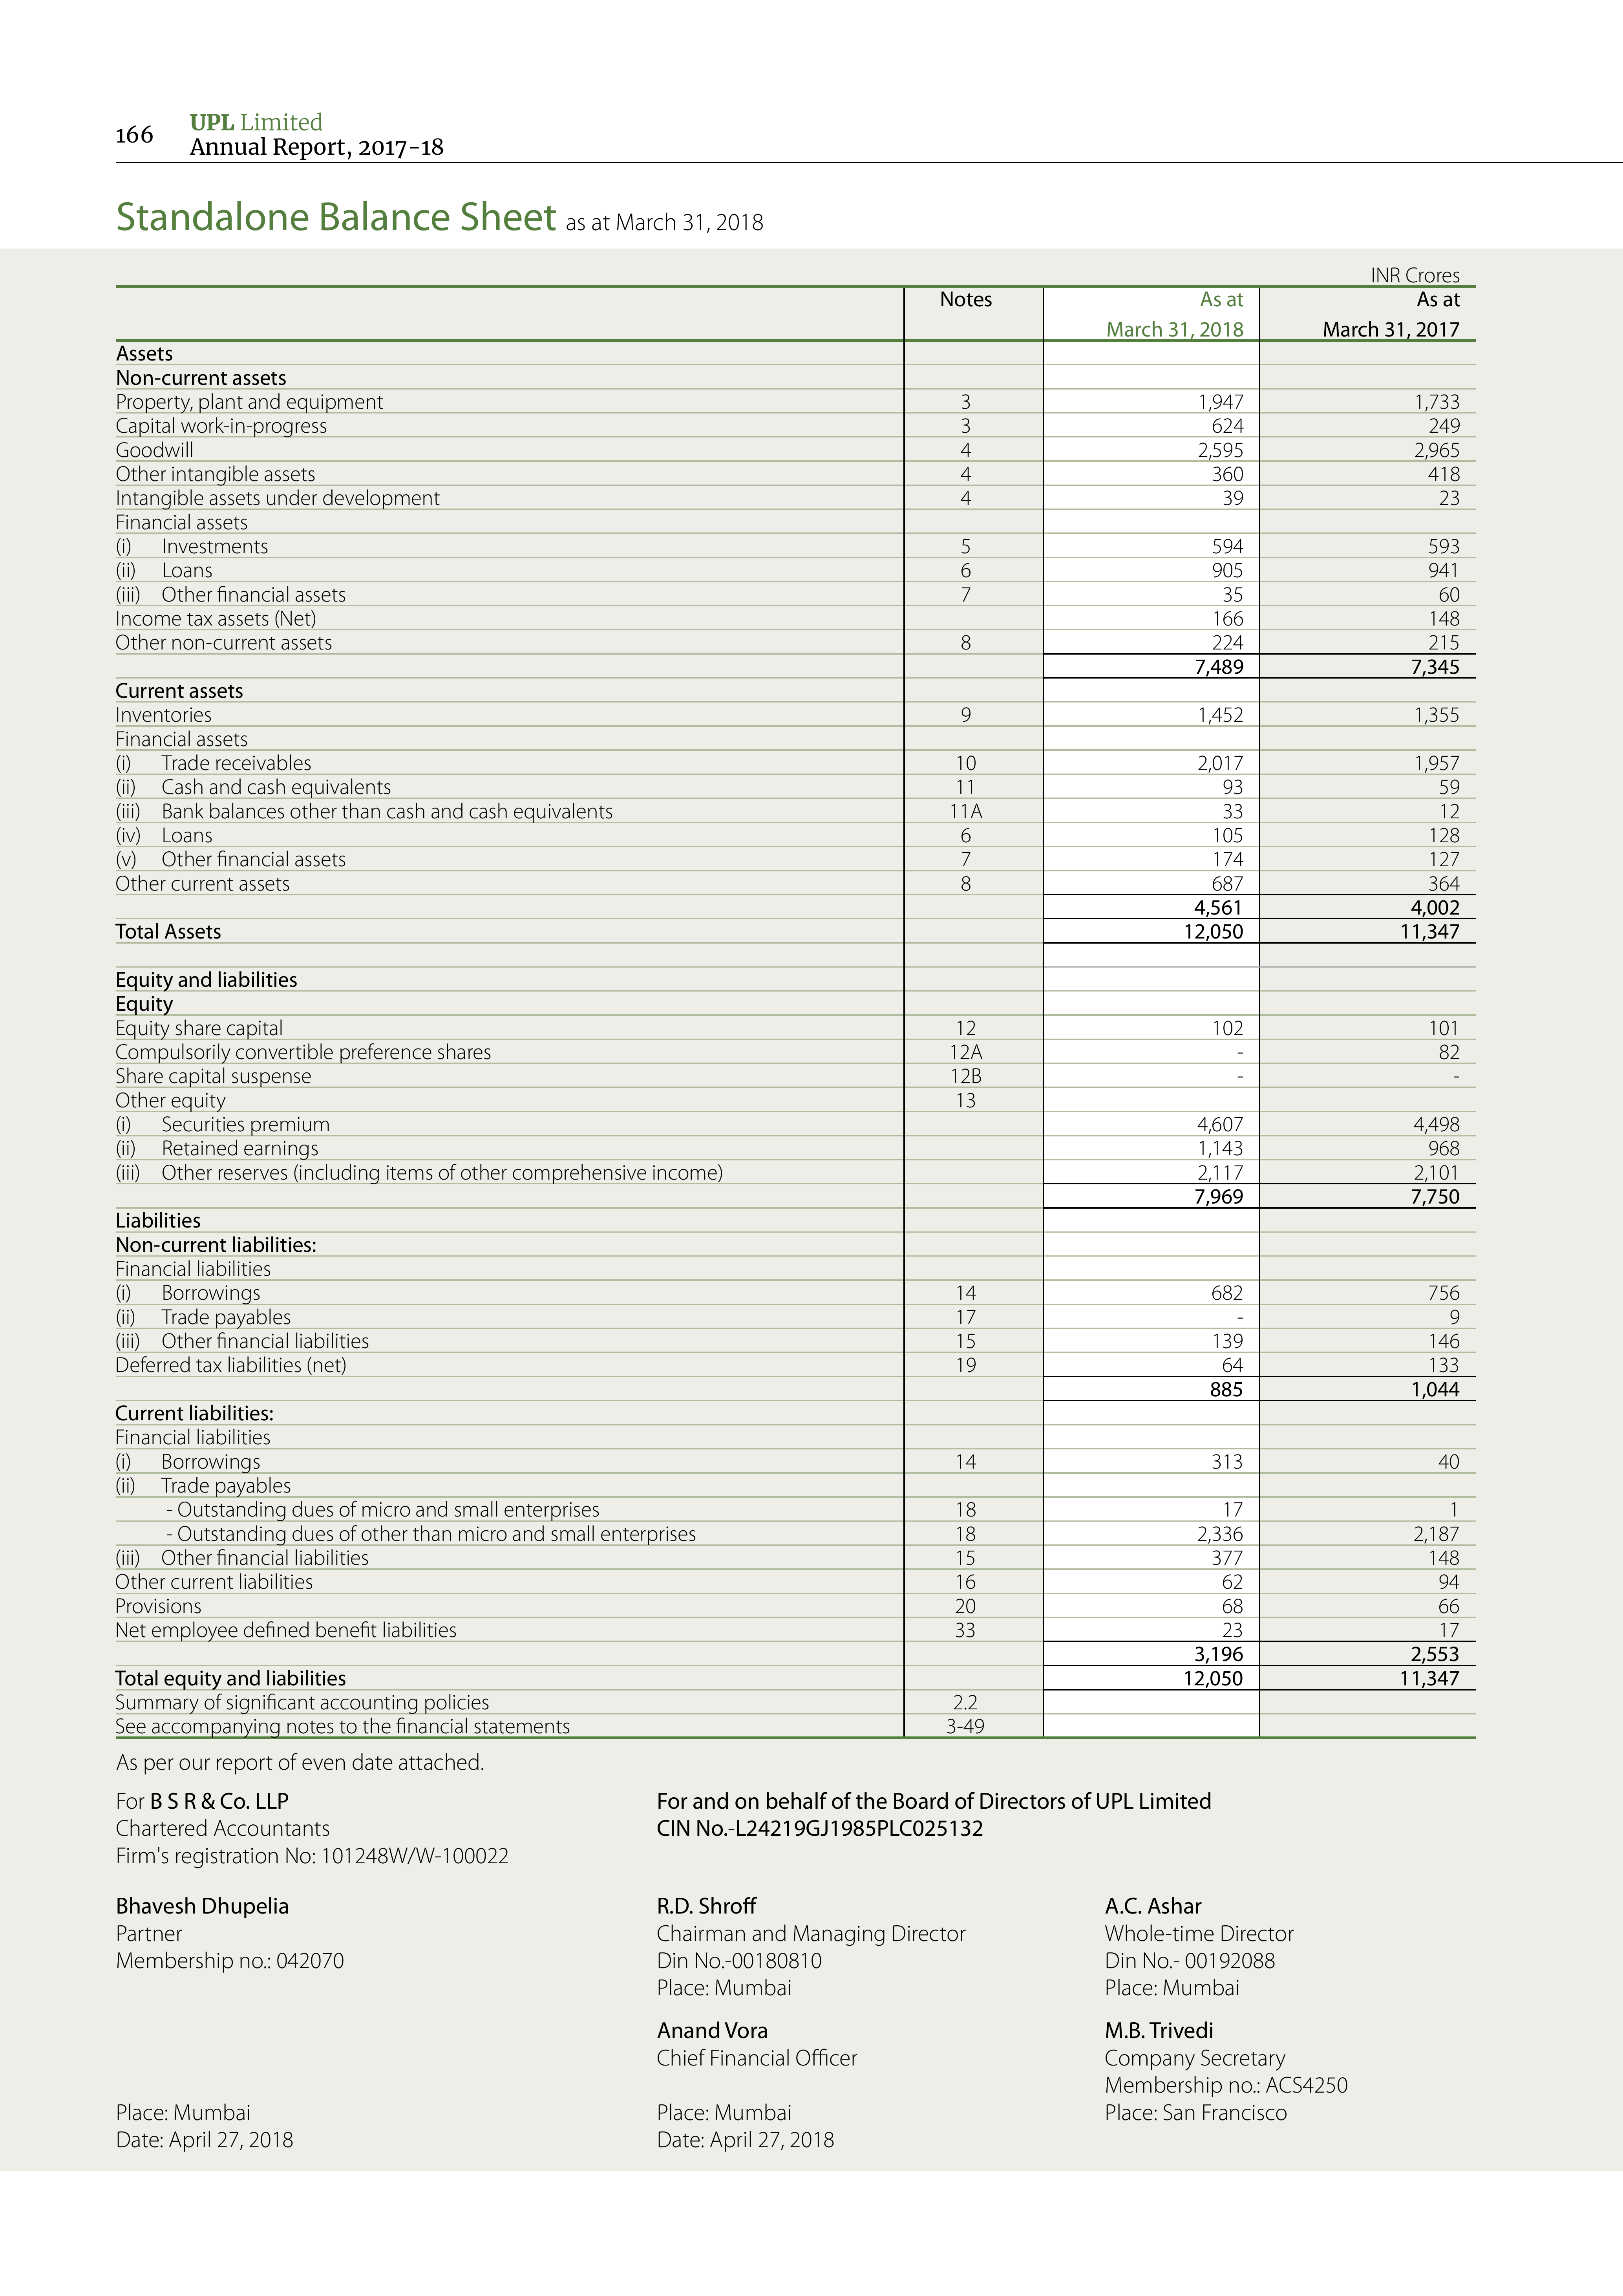 166
UPL Limited
Annual Report, 2017-18
Standalone Balance Sheet as at March 31, 2018
INR Crores
Notes As at March 31, 2018 As at March 31, 2017
Assets
Non-current assets
Property, plant and equipment 3 1,947 1,733
Capital work-in-progress 3 624 249
Goodwill 4 2,595 2,965
Other intangible assets 4 360 418
Intangible assets under development 4 39 23
Financial assets
(i) Investments 5 594 593
(ii) Loans 6 905 941
(iii) Other financial assets 7 35 60
Income tax assets (Net) 166 148
Other non-current assets 8 224 215
7,489 7,345
Current assets
Inventories 9 1,452 1,355
Financial assets
(i) Trade receivables 10 2,017 1,957
(ii) Cash and cash equivalents 11 93 59
(iii) Bank balances other than cash and cash equivalents 11A 33 12
(iv) Loans 6 105 128
(v) Other financial assets 7 174 127
Other current assets 8 687 364
4,561 4,002
Total Assets 12,050 11,347
Equity and liabilities
Equity
Equity share capital 12 102 101
Compulsorily convertible preference shares 12A - 82
Share capital suspense 12B - -
Other equity 13
(i) Securities premium 4,607 4,498
(ii) Retained earnings 1,143 968
(iii) Other reserves (including items of other comprehensive income) 2,117 2,101
7,969 7,750
Liabilities
Non-current liabilities:
Financial liabilities
(i) Borrowings 14 682 756
(ii) Trade payables 17 - 9
(iii) Other financial liabilities 15 139 146
Deferred tax liabilities (net) 19 64 133
885 1,044
Current liabilities:
Financial liabilities
(i) Borrowings 14 313 40
(ii) Trade payables
- Outstanding dues of micro and small enterprises 18 17 1
- Outstanding dues of other than micro and small enterprises 18 2,336 2,187
(iii) Other financial liabilities 15 377 148
Other current liabilities 16 62 94
Provisions 20 68 66
Net employee defined benefit liabilities 33 23 17
3,196 2,553
Total equity and liabilities 12,050 11,347
Summary of significant accounting policies 2.2
See accompanying notes to the financial statements 3-49
As per our report of even date attached.
For B S R & Co. LLP
Chartered Accountants
Firm's registration No: 101248W/W-100022
For and on behalf of the Board of Directors of UPL Limited
CIN No.-L24219GJ1985PLC025132
Bhavesh Dhupelia
Partner
Membership no.: 042070
R.D. Shroff
Chairman and Managing Director
Din No.-00180810
Place: Mumbai
A.C. Ashar
Whole-time Director
Din No.- 00192088
Place: Mumbai
Anand Vora
Chief Financial Officer
M.B. Trivedi
Company Secretary
Membership no.: ACS4250
Place: San Francisco
Place: Mumbai
Date: April 27, 2018
Place: Mumbai
Date: April 27, 2018